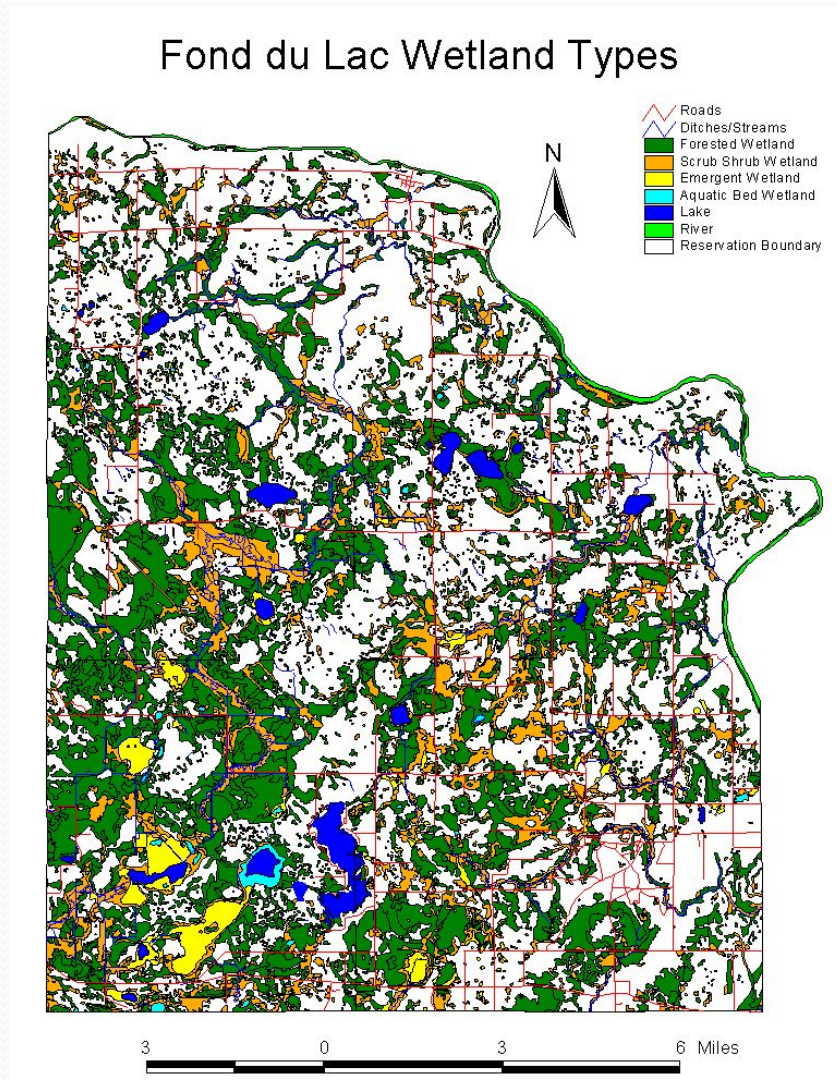 Fond du Lac Wetland Types
Roads
Ditches/Streams
Forested Wetland
Scrub Shrub Wetland
Emergent Wetland
Aquatic Bed Wetland
Lake
River
Reservation Boundary
N
3 0 3 6 Miles